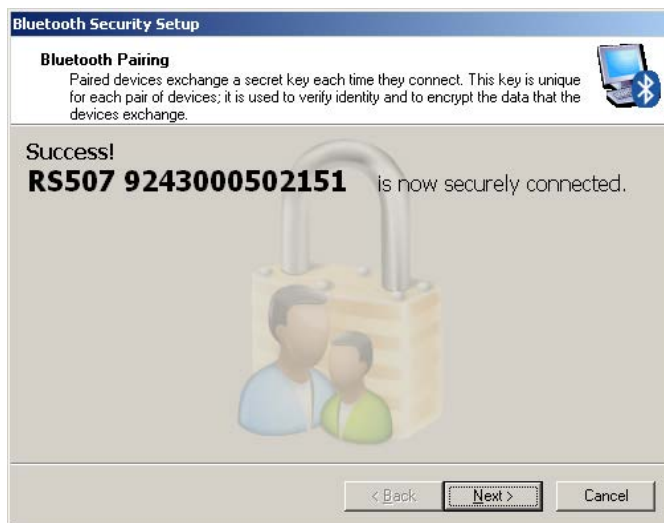 Bluetooth Security Setup
Bluetooth Pairing
Paired devices exchange a secret key each time they connect. This key is unique
for each pair of devices; it is used to verify identity and to encrypt the data that the
devices exchange.
Success!
RS507 9243000502151 is now securely connected.
< Back Next > Cancel